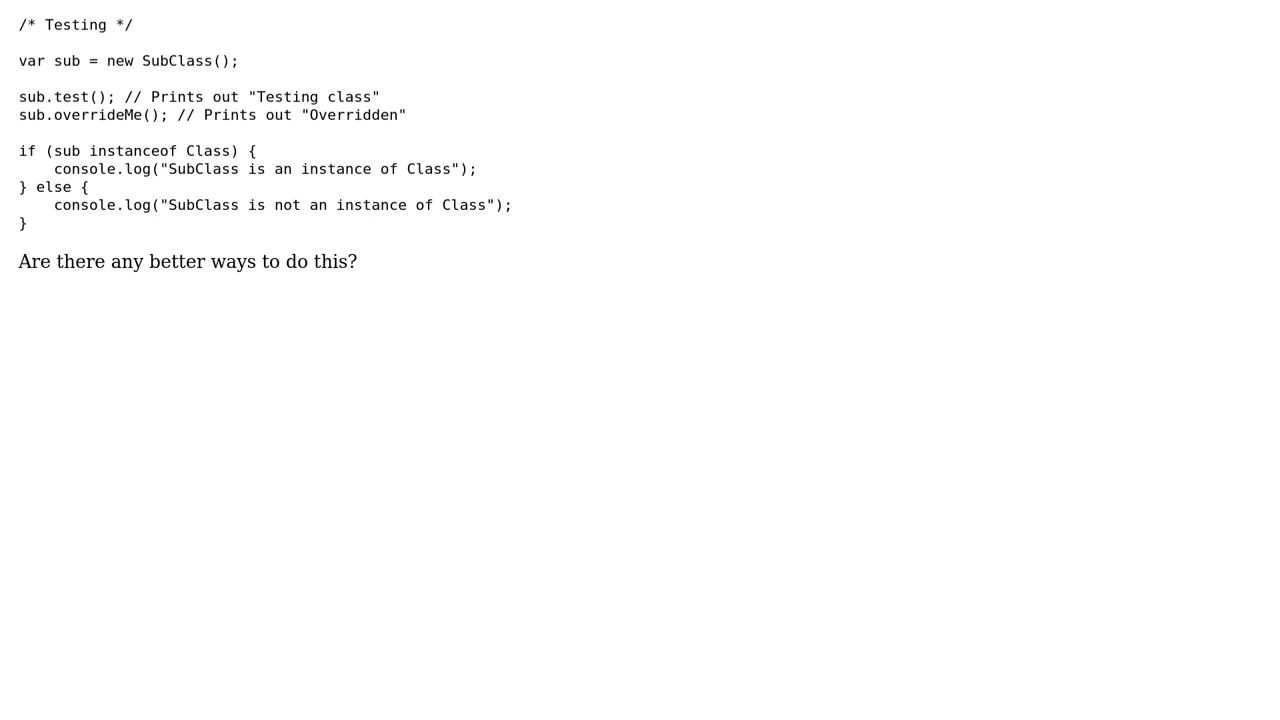 /* Testing */

var sub = new SubClass();

sub.test(); // Prints out "Testing class"
sub.overrideMe(); // Prints out "Overridden"

if (sub instanceof Class) {
    console.log("SubClass is an instance of Class");
} else {
    console.log("SubClass is not an instance of Class");
}

Are there any better ways to do this?